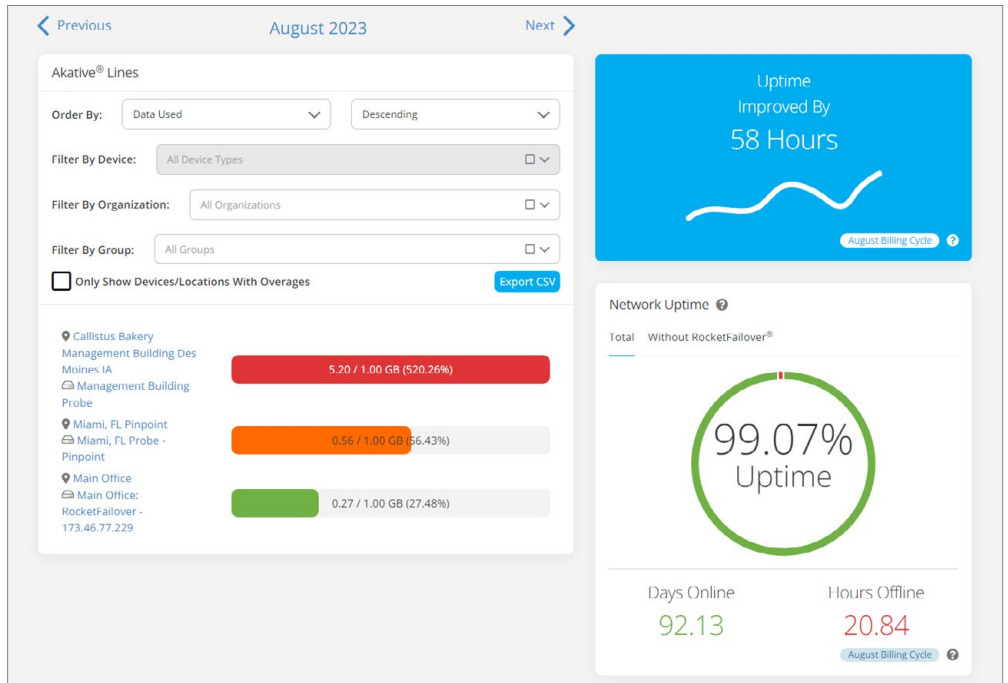 Previous
August 2023
Next
Akative® Lines
Order By:
Data Used
Descending
Filter By Device:
All Device Types
Filter By Organization:
All Organizations
Filter By Group:
All Groups
Only Show Devices/Locations With Overages
Export CSV
Callistus Bakery
Management Building Des
Moines IA
Management Building
Probe
5.20 / 1.00 GB (520.26%)
Miami, FL Pinpoint
Miami, FL Probe -
Pinpoint
0.56 / 1.00 GB (56.43%)
Main Office
Main Office:
RocketFailover -
173.46.77.229
0.27 / 1.00 GB (27.48%)
Uptime
Improved By
58 Hours
August Billing Cycle ?
Network Uptime ?
Total
Without RocketFailover®
99.07%
Uptime
Days Online
92.13
Hours Offline
20.84
August Billing Cycle ?